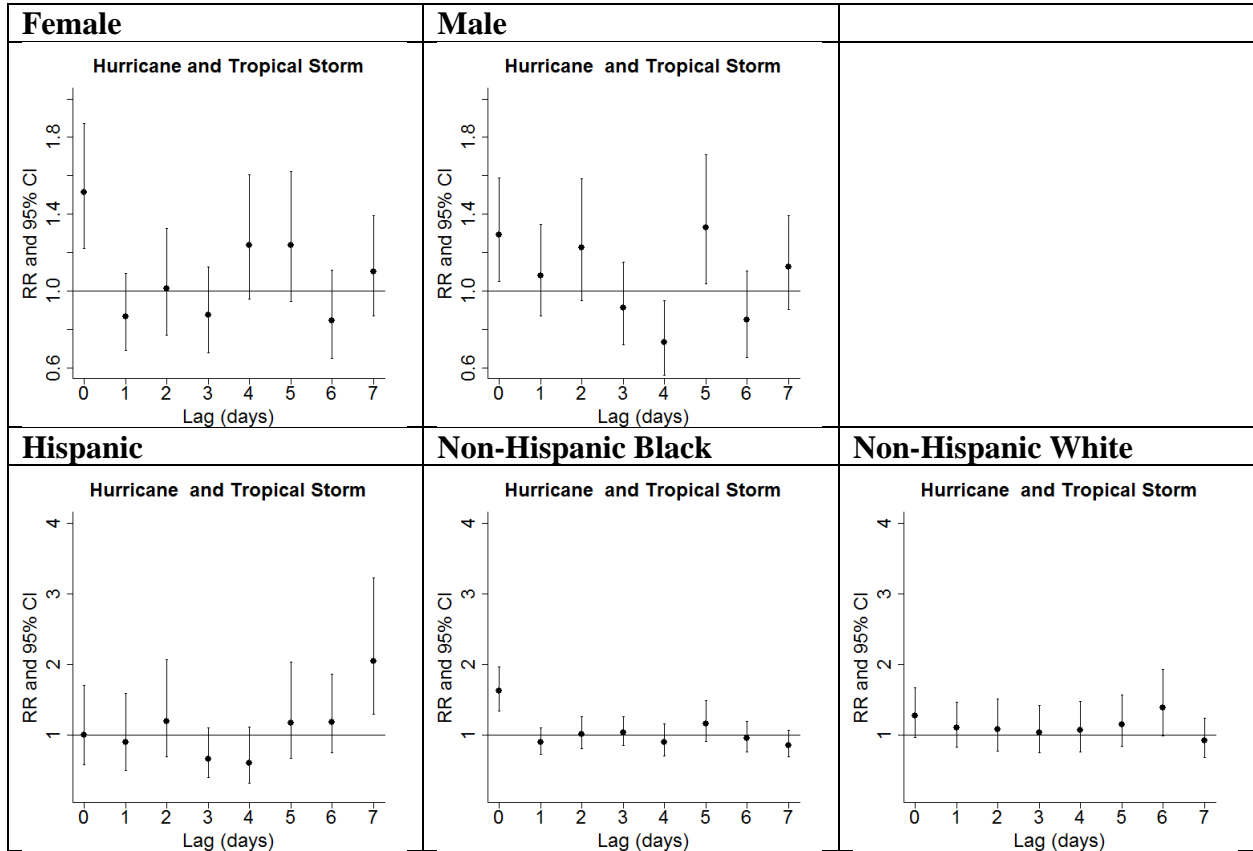 Female
Hurricane and Tropical Storm
RR and 95% CI
1.8
1.4
1.0
0.6
0 1 2 3 4 5 6 7
Lag (days)
Male
Hurricane and Tropical Storm
RR and 95% CI
1.8
1.4
1.0
0.6
0 1 2 3 4 5 6 7
Lag (days)
Hispanic
Hurricane and Tropical Storm
RR and 95% CI
4
3
2
1
0 1 2 3 4 5 6 7
Lag (days)
Non-Hispanic Black
Hurricane and Tropical Storm
RR and 95% CI
4
3
2
1
0 1 2 3 4 5 6 7
Lag (days)
Non-Hispanic White
Hurricane and Tropical Storm
RR and 95% CI
4
3
2
1
0 1 2 3 4 5 6 7
Lag (days)